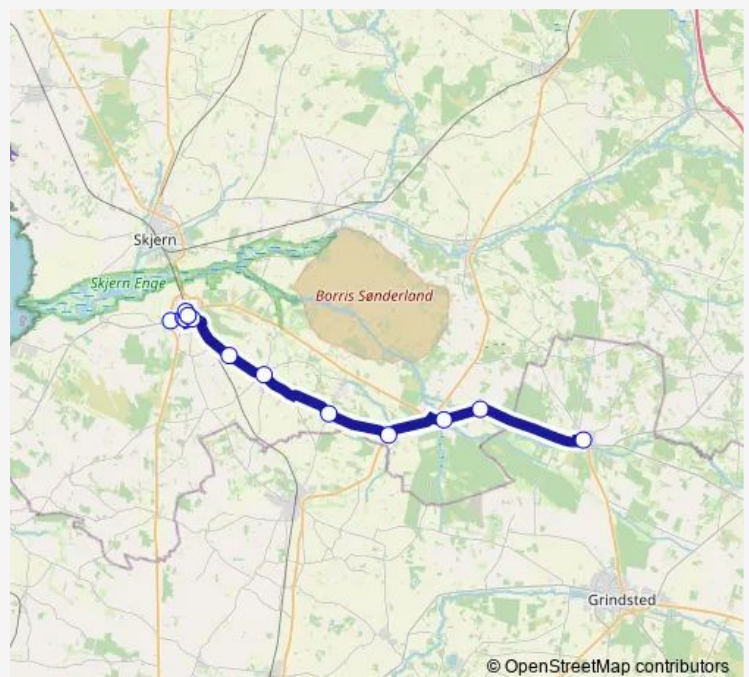 Skjern
Skjern Enge
Borris Sønderland
Grindsted
© OpenStreetMap contributors